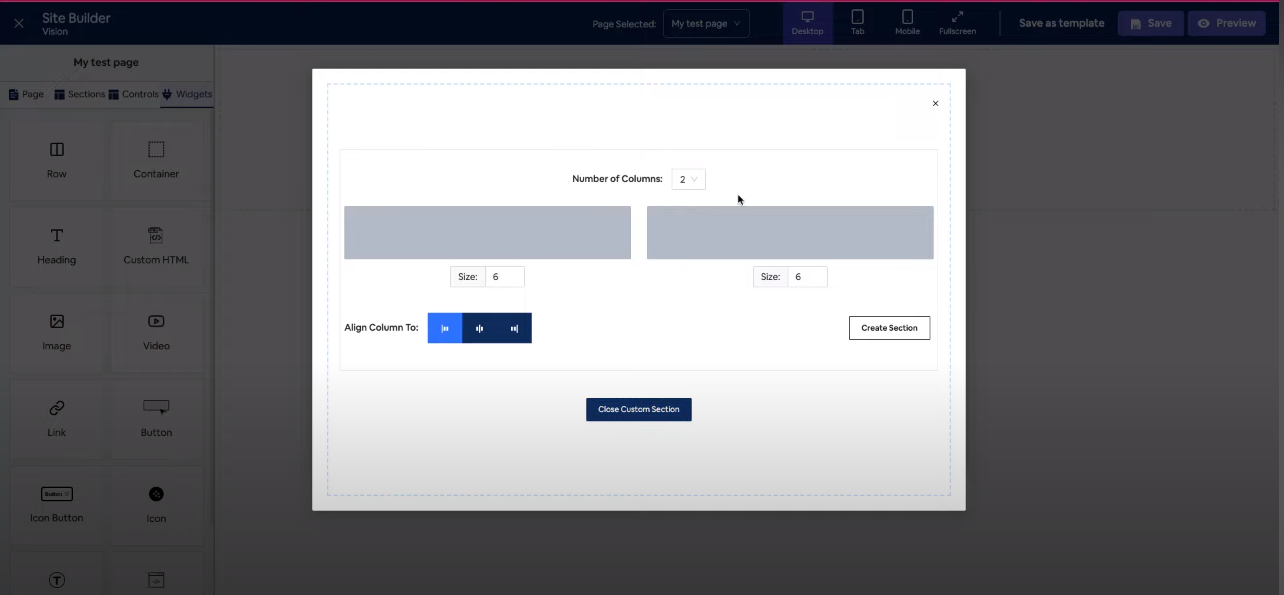 Site Builder
Vision
Page Selected: My test page
Desktop
Tab
Mobile
Fullscreen
Save as template
Save
Preview
My test page
Page Sections Controls Widgets
Row
Container
Heading
Custom HTML
Image
Video
Link
Button
Button
Icon Button
Icon
T
×
Number of Columns: 2
Size: 6
Size: 6
Align Column To:
Create Section
Close Custom Section